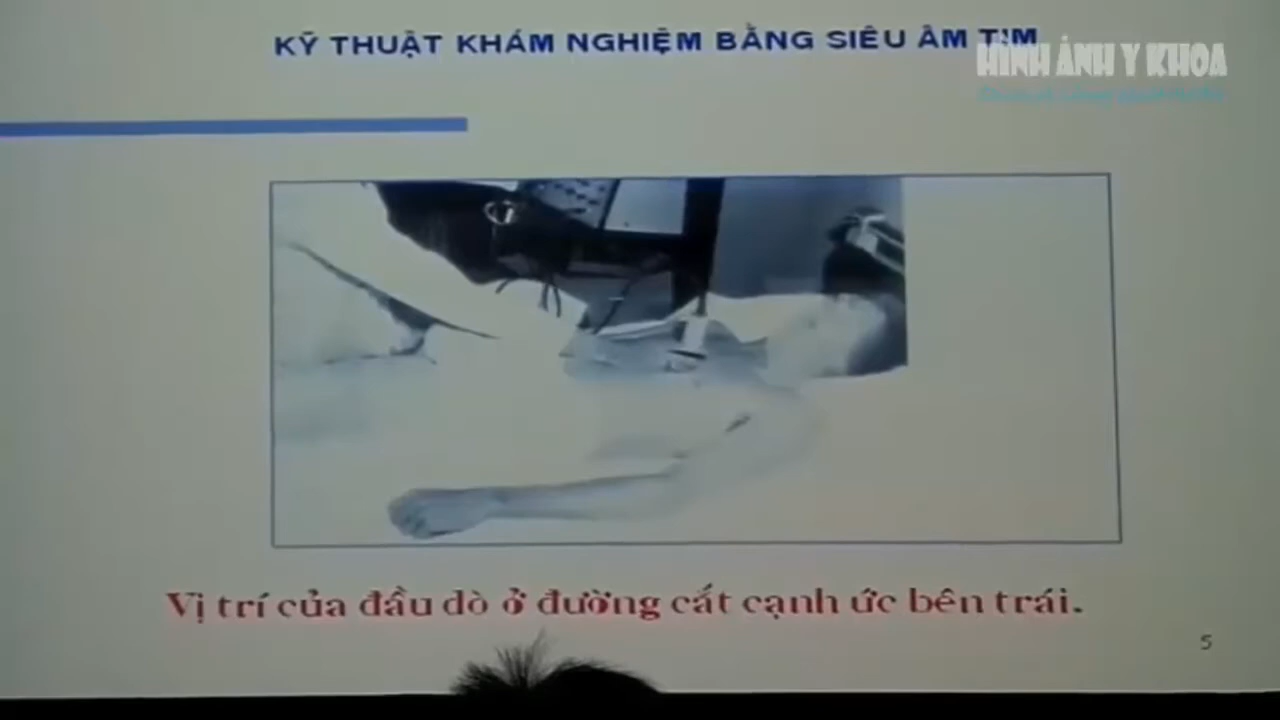 KỸ THUẬT KHÁM NGHIỆM BẰNG SIÊU ÂM TIM
HÌNH ẢNH Y KHOA
Vị trí của đầu dò ở đường cắt cạnh ức bên trái.
5